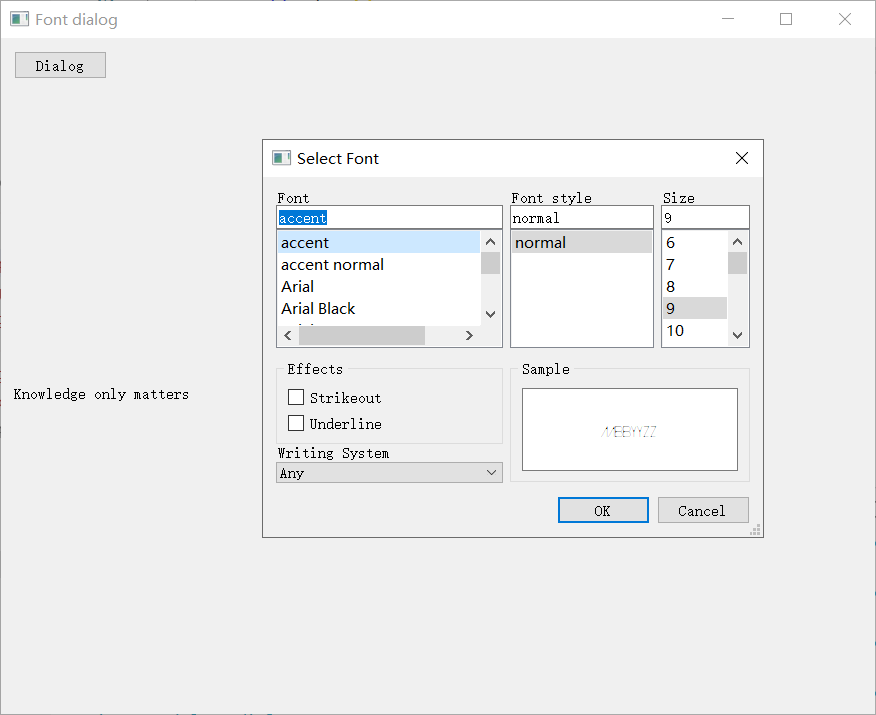 Font dialog
Dialog
Select Font
Font Font style Size
accent normal 9
accent normal 6
accent normal 7
Arial 8
Arial Black 9
10
Effects Sample
Strikeout
Knowledge only matters
Underline
Writing System
Any
OK Cancel